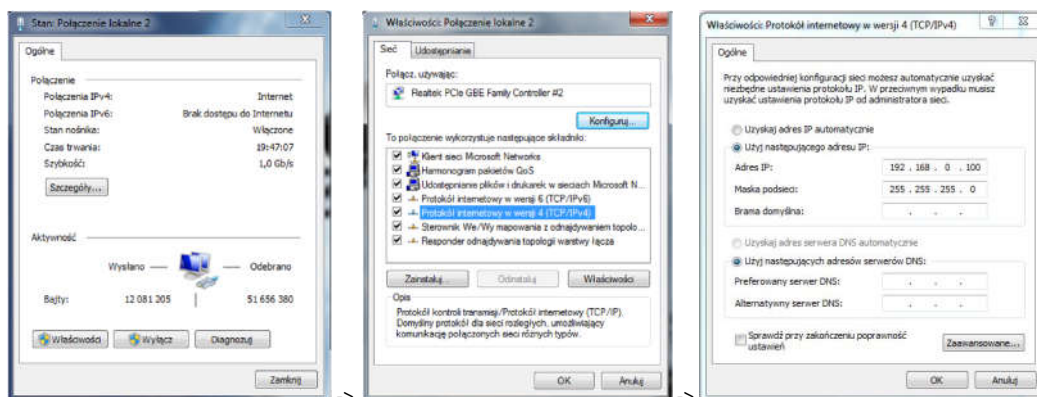 Stan: Połączenie lokalne 2
Ogólne
Połączenie
Połączenia IPv4: Internet
Połączenia IPv6: Brak dostępu do Internetu
Stan nośnika: Włączone
Czas trwania: 19:47:07
Szybkość: 1,0 Gb/s
Szczegóły...
Aktywność
Wysłano — — Odebrano
Bajty: 12 081 205 | 51 656 380
Właściwości Wyłącz Diagnozuj
Zamknij
->
Właściwości: Połączenie lokalne 2
Sieć Udostępnianie
Połącz, używając:
Realtek PCIe GBE Family Controller #2
Konfiguruj...
To połączenie wykorzystuje następujące składniki:
Klient sieci Microsoft Networks
Harmonogram pakietów QoS
Udostępnianie plików i drukarek w sieciach Microsoft N...
Protokół internetowy w wersji 6 (TCP/IPv6)
Protokół internetowy w wersji 4 (TCP/IPv4)
Sterownik We/Wy mapowania z odnajdywaniem topolo...
Responder odnajdywania topologii warstwy łącza
Zainstaluj... Odinstaluj Właściwości
Opis
Protokół kontroli transmisji/Protokół internetowy (TCP/IP).
Domyślny protokół dla sieci rozległych, umożliwiający
komunikację połączonych sieci różnych typów.
OK Anuluj
->
Właściwości: Protokół internetowy w wersji 4 (TCP/IPv4)
Ogólne
Przy odpowiedniej konfiguracji sieci możesz automatycznie uzyskać
niezbędne ustawienia protokołu IP. W przeciwnym wypadku musisz
uzyskać ustawienia protokołu IP od administratora sieci.
Uzyskaj adres IP automatycznie
Użyj następującego adresu IP:
Adres IP: 192 . 168 . 0 . 100
Maska podsieci: 255 . 255 . 255 . 0
Brama domyślna: . . .
Uzyskaj adres serwera DNS automatycznie
Użyj następujących adresów serwerów DNS:
Preferowany serwer DNS: . . .
Alternatywny serwer DNS: . . .
Sprawdź przy zakończeniu poprawność
ustawień
Zaawansowane...
OK Anuluj